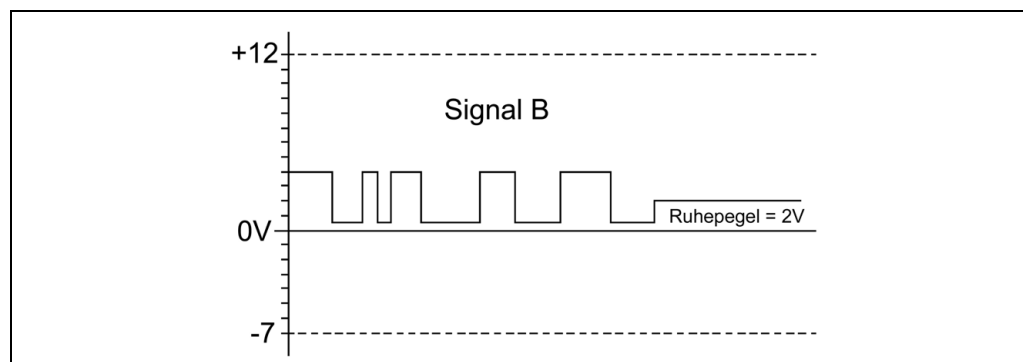 +12
Signal B
Ruhepegel = 2V
0V
-7